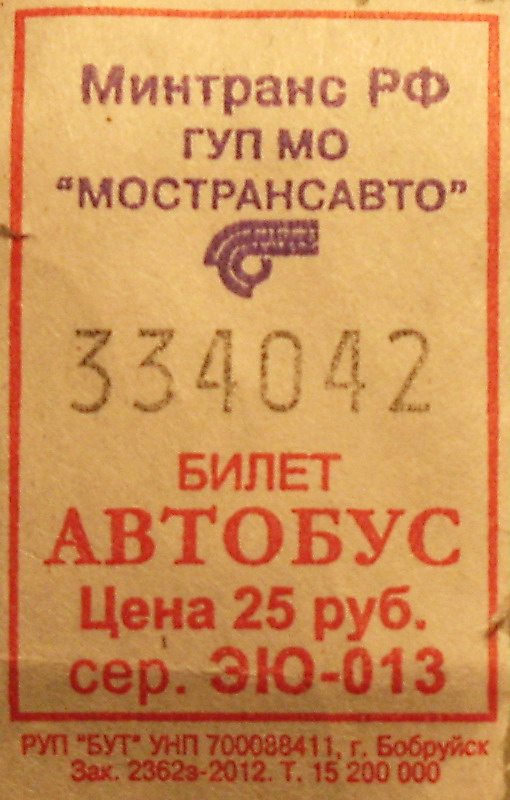 Минтранс РФ
ГУП МО
"МОСТРАНСАВТО"
334042
БИЛЕТ
АВТОБУС
Цена 25 руб.
сер. ЭЮ-013
РУП "БУТ" УНП 700088411, г. Бобруйск
Зак. 2362з-2012. Т. 15 200 000